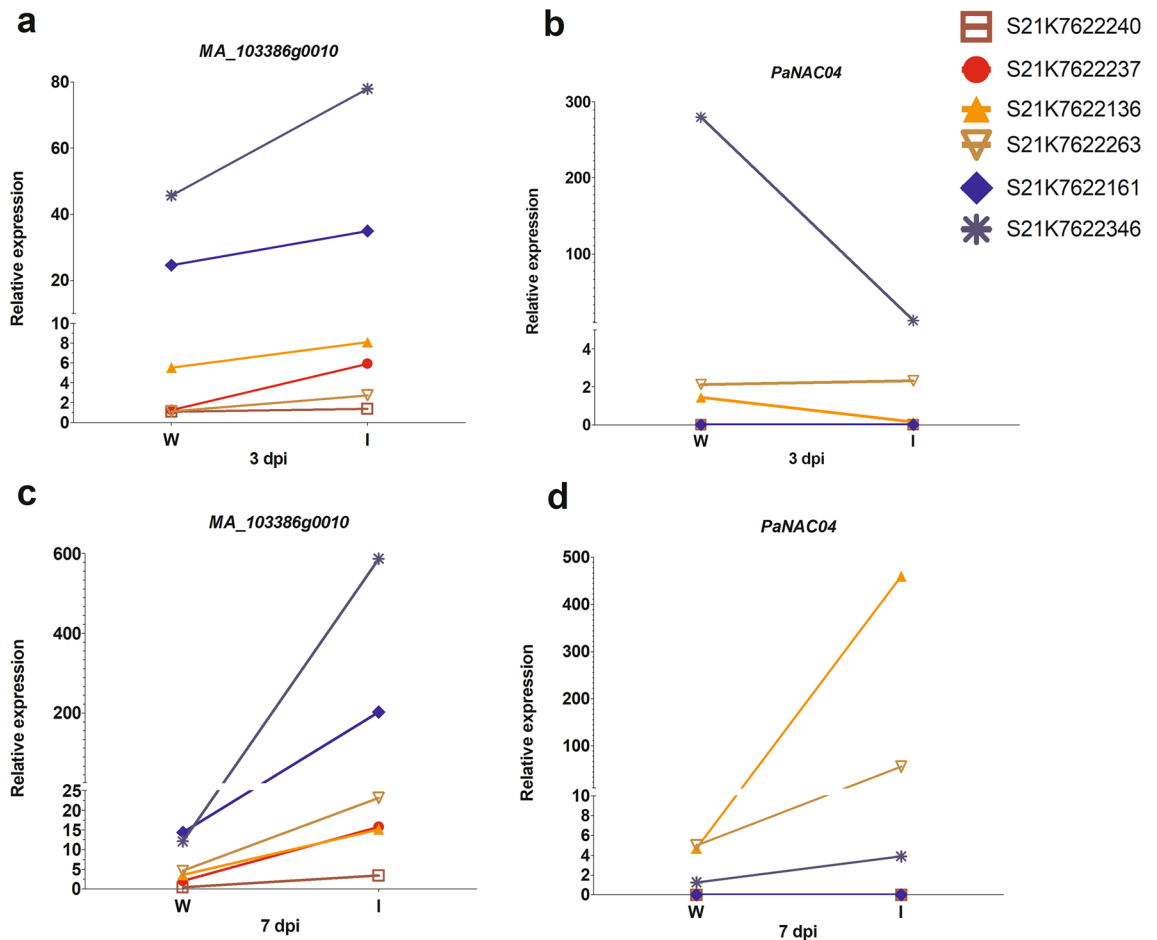 a
MA_103386g0010
Relative expression
80
60
40
20
10
8
6
4
2
0
W I
3 dpi
b
PaNAC04
Relative expression
300
200
100
4
2
0
W I
3 dpi
S21K7622240
S21K7622237
S21K7622136
S21K7622263
S21K7622161
S21K7622346
c
MA_103386g0010
Relative expression
600
400
200
25
20
15
10
5
0
W I
7 dpi
d
PaNAC04
Relative expression
500
400
300
200
100
10
8
6
4
2
0
W I
7 dpi